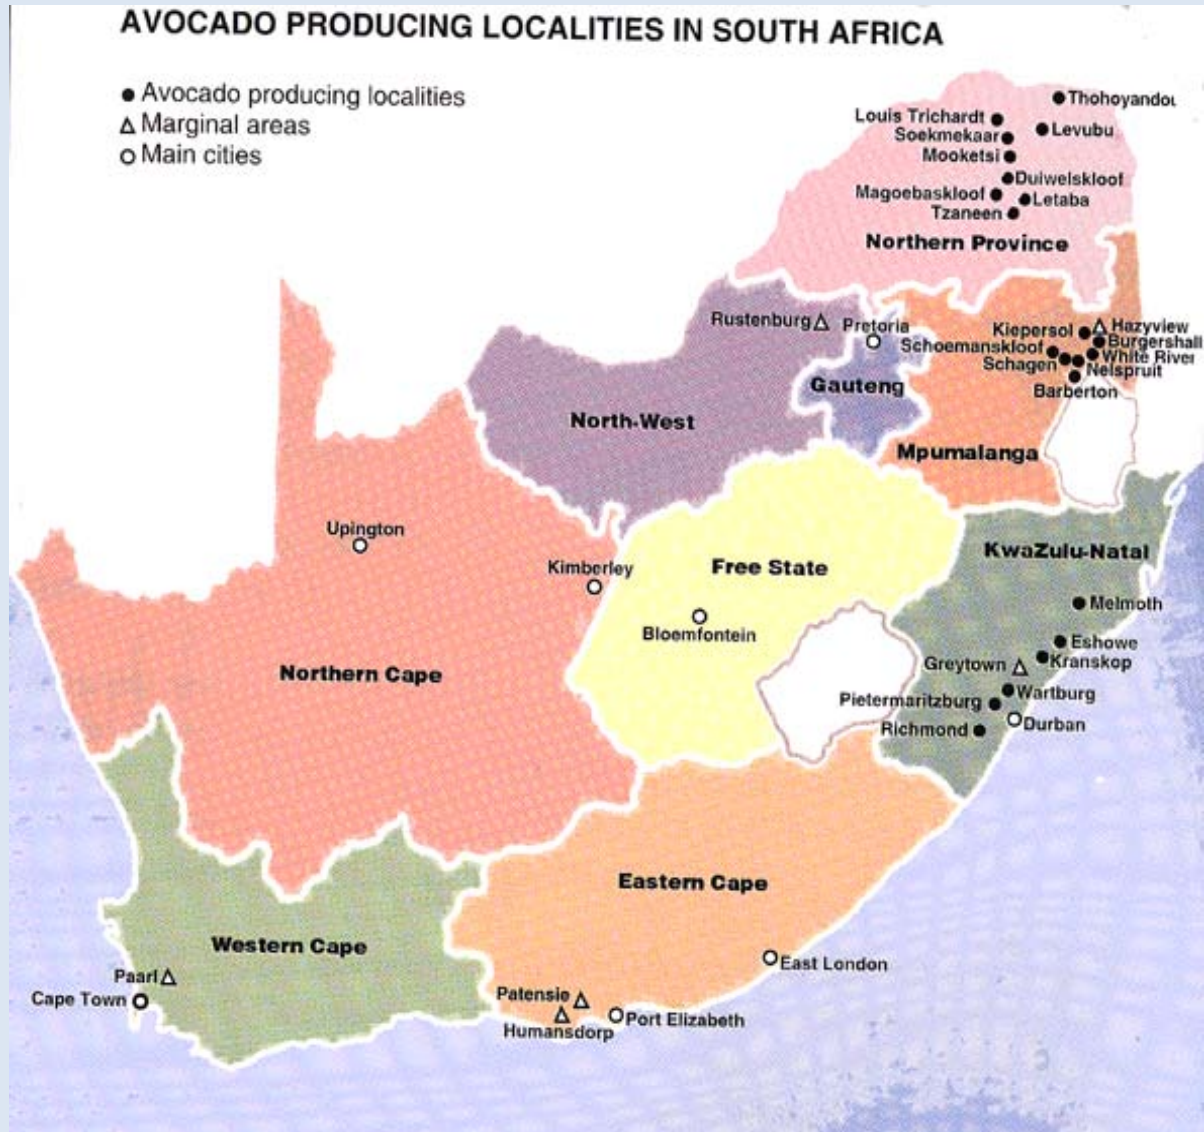 AVOCADO PRODUCING LOCALITIES IN SOUTH AFRICA
Avocado producing localities
Marginal areas
Main cities
Thohoyandou
Louis Trichardt
Levubu
Soekmekaar
Mooketsi
Duiwelskloof
Magoebaskloof
Letaba
Tzaneen
Northern Province
Rustenburg
Pretoria
Kiepersol
Hazyview
Burgershall
Schoemanskloof
White River
Schagen
Nelspruit
Barberton
Gauteng
North-West
Mpumalanga
Upington
Kimberley
Free State
KwaZulu-Natal
Bloemfontein
Melmoth
Eshowe
Greytown
Kranskop
Northern Cape
Wartburg
Pietermaritzburg
Durban
Richmond
Eastern Cape
Western Cape
East London
Paarl
Cape Town
Patensie
Port Elizabeth
Humansdorp